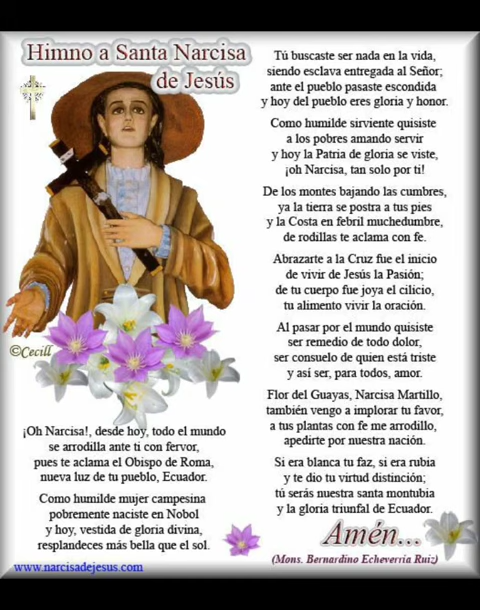 Himno a Santa Narcisa
de Jesús
©Cecill
¡Oh Narcisa!, desde hoy, todo el mundo
se arrodilla ante ti con fervor,
pues te aclama el Obispo de Roma,
nueva luz de tu pueblo, Ecuador.
Como humilde mujer campesina
pobremente naciste en Nobol
y hoy, vestida de gloria divina,
resplandeces más bella que el sol.
www.narcisadejesus.com
Tú buscaste ser nada en la vida,
siendo esclava entregada al Señor;
ante el pueblo pasaste escondida
y hoy del pueblo eres gloria y honor.
Como humilde sirviente quisiste
a los pobres amando servir
y hoy la Patria de gloria se viste,
¡oh Narcisa, tan solo por ti!
De los montes bajando las cumbres,
ya la tierra se postra a tus pies
y la Costa en febril muchedumbre,
de rodillas te aclama con fe.
Abrazarte a la Cruz fue el inicio
de vivir de Jesús la Pasión;
de tu cuerpo fue joya el cilicio,
tu alimento vivir la oración.
Al pasar por el mundo quisiste
ser remedio de todo dolor,
ser consuelo de quien está triste
y así ser, para todos, amor.
Flor del Guayas, Narcisa Martillo,
también vengo a implorar tu favor,
a tus plantas con fe me arrodillo,
apedirte por nuestra nación.
Si era blanca tu faz, si era rubia
y te dio tu virtud distinción;
tú serás nuestra santa montubia
y la gloria triunfal de Ecuador.
Amén...
(Mons. Bernardino Echeverría Ruiz)